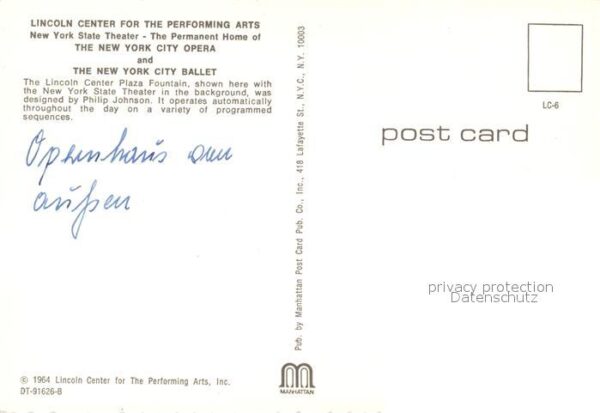 LINCOLN CENTER FOR THE PERFORMING ARTS
New York State Theater - The Permanent Home of
THE NEW YORK CITY OPERA
and
THE NEW YORK CITY BALLET
The Lincoln Center Plaza Fountain, shown here with
the New York State Theater in the background, was
designed by Philip Johnson. It operates automatically
throughout the day on a variety of programmed
sequences.
Opernhaus von
außen
© 1964 Lincoln Center for The Performing Arts, Inc.
DT-91626-B
Pub. by Manhattan Post Card Pub. Co., Inc., 418 Lafayette St., N.Y.C., N.Y. 10003
MANHATTAN
LC-6
post card
privacy protection
Datenschutz